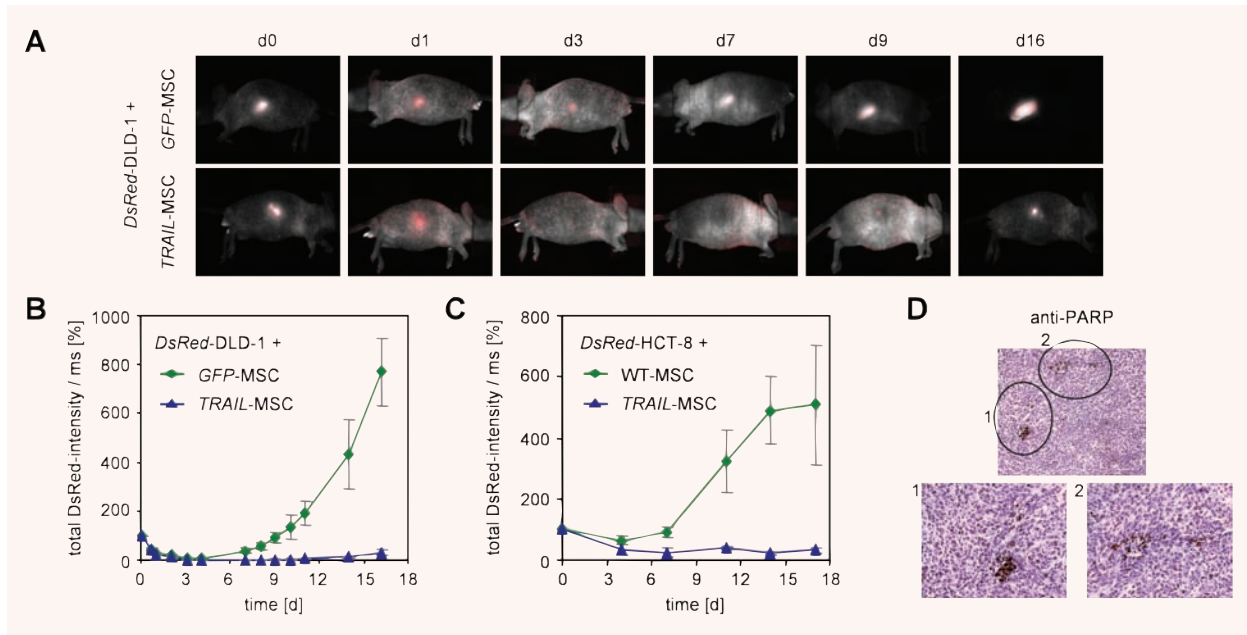 A
d0 d1 d3 d7 d9 d16
DsRed-DLD-1 +
GFP-MSC
TRAIL-MSC
B
total DsRed-intensity / ms [%]
1000
800
600
400
200
0
DsRed-DLD-1 +
GFP-MSC
TRAIL-MSC
0 3 6 9 12 15 18
time [d]
C
total DsRed-intensity / ms [%]
800
600
400
200
0
DsRed-HCT-8 +
WT-MSC
TRAIL-MSC
0 3 6 9 12 15 18
time [d]
D
anti-PARP
2
1
1 2